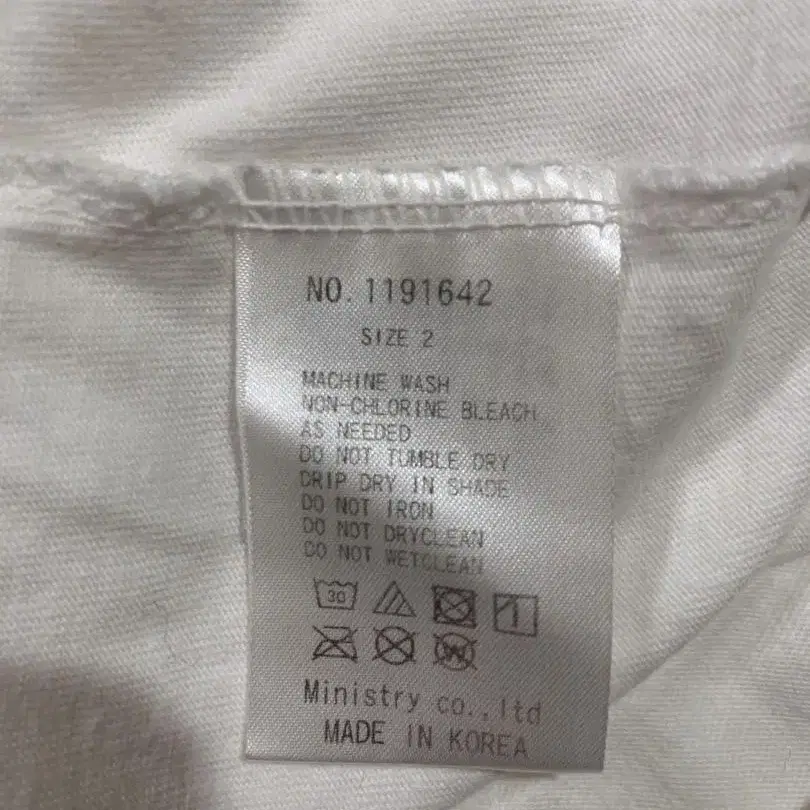 NO. 1191642
SIZE 2
MACHINE WASH
NON-CHLORINE BLEACH
AS NEEDED
DO NOT TUMBLE DRY
DRIP DRY IN SHADE
DO NOT IRON
DO NOT DRYCLEAN
DO NOT WETCLEAN
30
W
Ministry co.,ltd
MADE IN KOREA